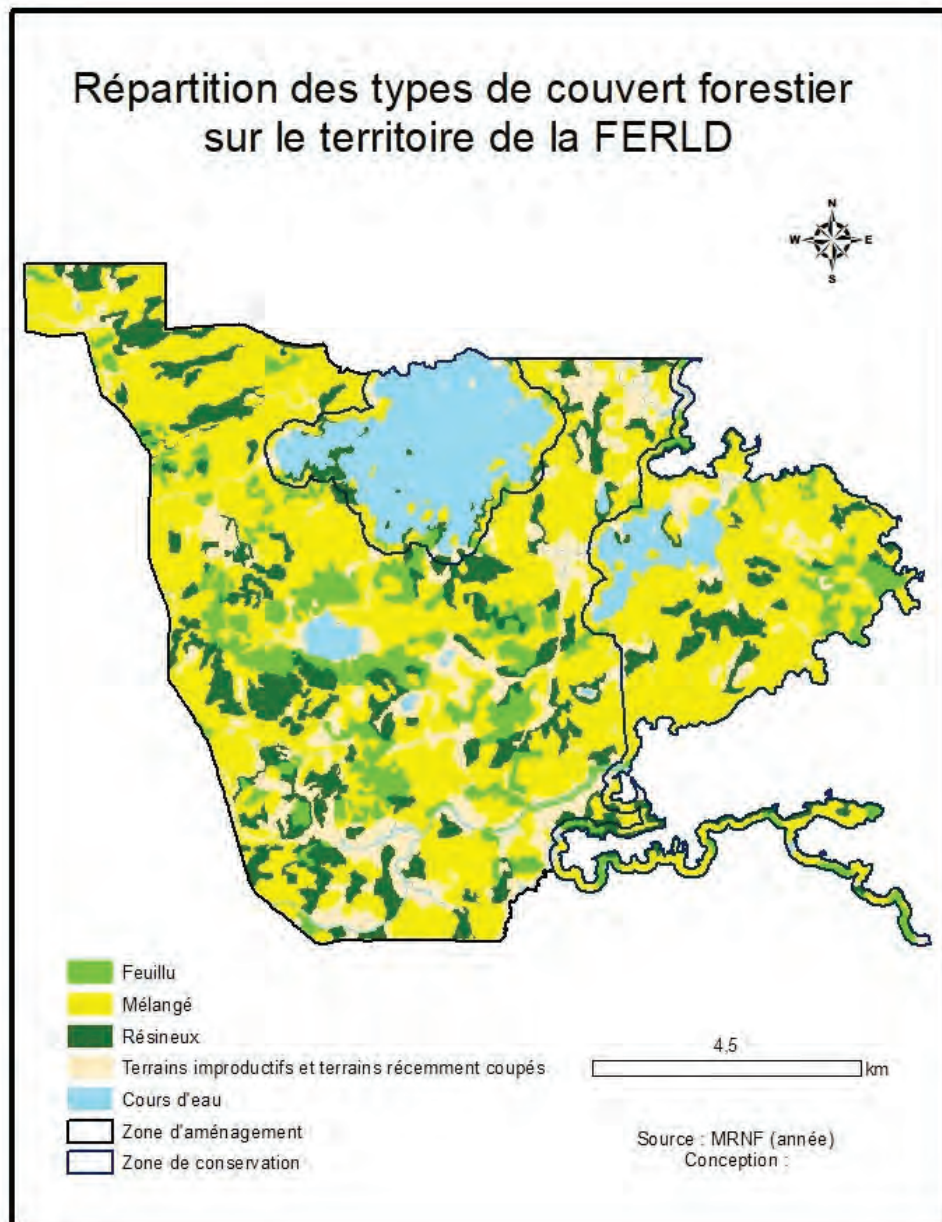 Répartition des types de couvert forestier
sur le territoire de la FERLD
N
W E
S
Feuillu
Mélangé
Résineux
Terrains improductifs et terrains récemment coupés
Cours d'eau
Zone d'aménagement
Zone de conservation
4,5
km
Source : MRNF (année)
Conception :